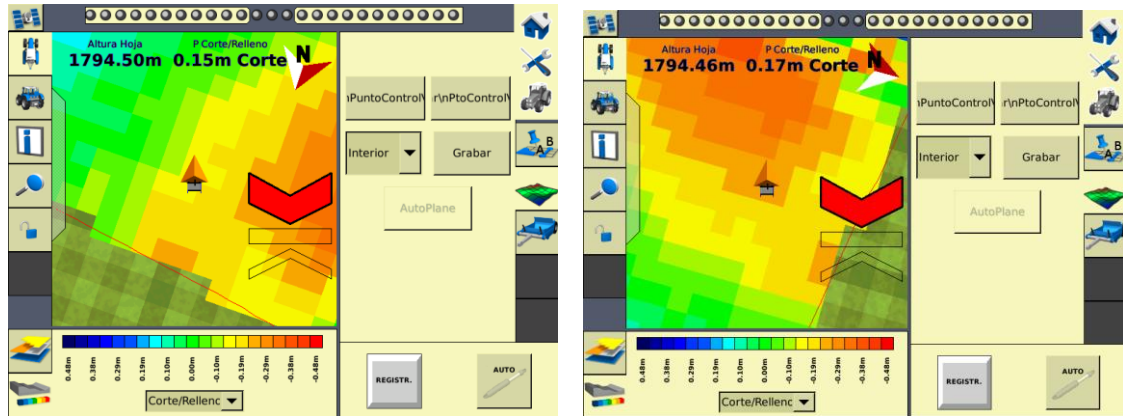 Altura Hoja P Corte/Relleno
1794.50m 0.15m Corte
N
nPuntoControl\ r/nPtoControl\
Interior Grabar
AutoPlane
A B
0.48m 0.38m 0.29m 0.19m 0.10m 0.00m -0.10m -0.19m -0.29m -0.38m -0.48m
Corte/Rellenc
REGISTR. AUTO
Altura Hoja P Corte/Relleno
1794.46m 0.17m Corte
N
nPuntoControl\ r\nPtoControl\
Interior Grabar
AutoPlane
A B
0.48m 0.38m 0.29m 0.19m 0.10m 0.00m -0.10m -0.19m -0.29m -0.38m -0.48m
Corte/Rellenc
REGISTR. AUTO